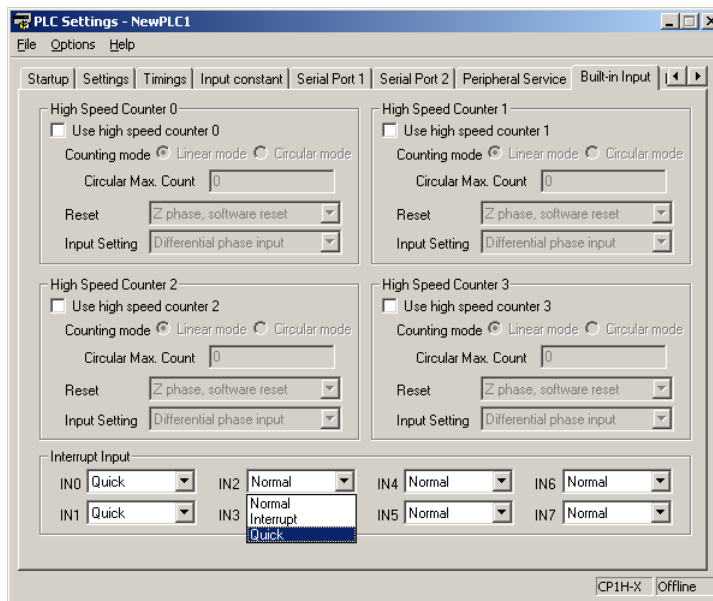 PLC Settings - NewPLC1
File Options Help
Startup Settings Timings Input constant Serial Port 1 Serial Port 2 Peripheral Service Built-in Input
High Speed Counter 0
Use high speed counter 0
Counting mode Linear mode Circular mode
Circular Max. Count 0
Reset Z phase, software reset
Input Setting Differential phase input
High Speed Counter 1
Use high speed counter 1
Counting mode Linear mode Circular mode
Circular Max. Count 0
Reset Z phase, software reset
Input Setting Differential phase input
High Speed Counter 2
Use high speed counter 2
Counting mode Linear mode Circular mode
Circular Max. Count 0
Reset Z phase, software reset
Input Setting Differential phase input
High Speed Counter 3
Use high speed counter 3
Counting mode Linear mode Circular mode
Circular Max. Count 0
Reset Z phase, software reset
Input Setting Differential phase input
Interrupt Input
IN0 Quick IN2 Normal IN4 Normal IN6 Normal
Normal
IN1 Quick IN3 Interrupt IN5 Normal IN7 Normal
Quick
CP1H-X Offline